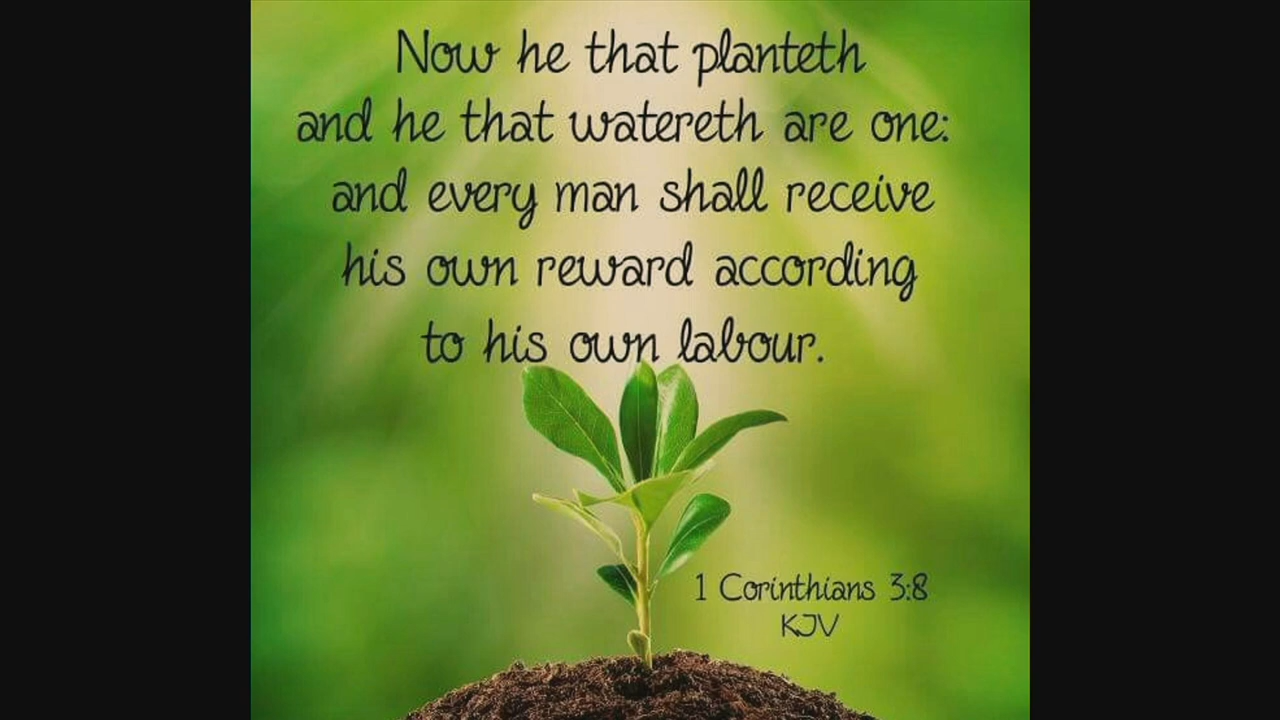 Now he that planteth
and he that watereth are one:
and every man shall receive
his own reward according
to his own labour.
1 Corinthians 3:8
KJV